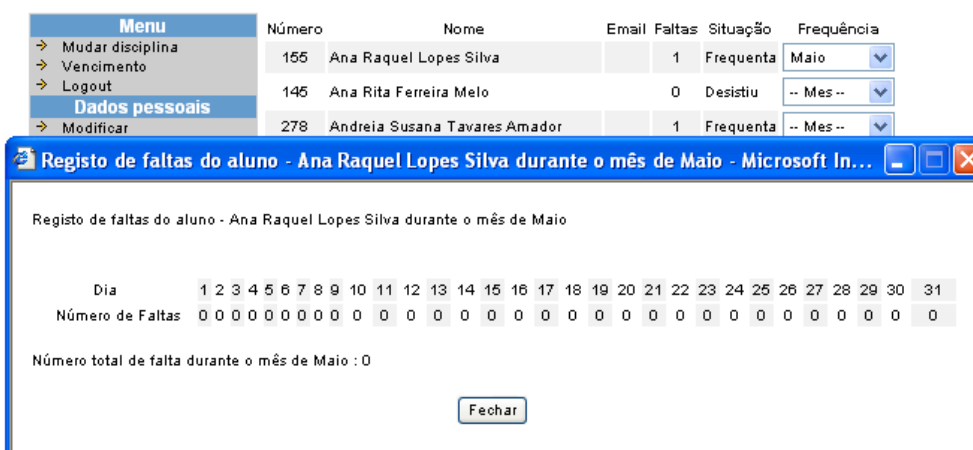 Menu
Mudar disciplina
Vencimento
Logout
Dados pessoais
Modificar
Número Nome Email Faltas Situação Frequência
155 Ana Raquel Lopes Silva 1 Frequenta Maio
145 Ana Rita Ferreira Melo 0 Desistiu -- Mes --
278 Andreia Susana Tavares Amador 1 Frequenta -- Mes --
Registo de faltas do aluno - Ana Raquel Lopes Silva durante o mês de Maio - Microsoft In...
Registo de faltas do aluno - Ana Raquel Lopes Silva durante o mês de Maio
Dia 1 2 3 4 5 6 7 8 9 10 11 12 13 14 15 16 17 18 19 20 21 22 23 24 25 26 27 28 29 30 31
Número de Faltas 0 0 0 0 0 0 0 0 0 0 0 0 0 0 0 0 0 0 0 0 0 0 0 0 0 0 0 0 0 0 0
Número total de falta durante o mês de Maio : 0
Fechar